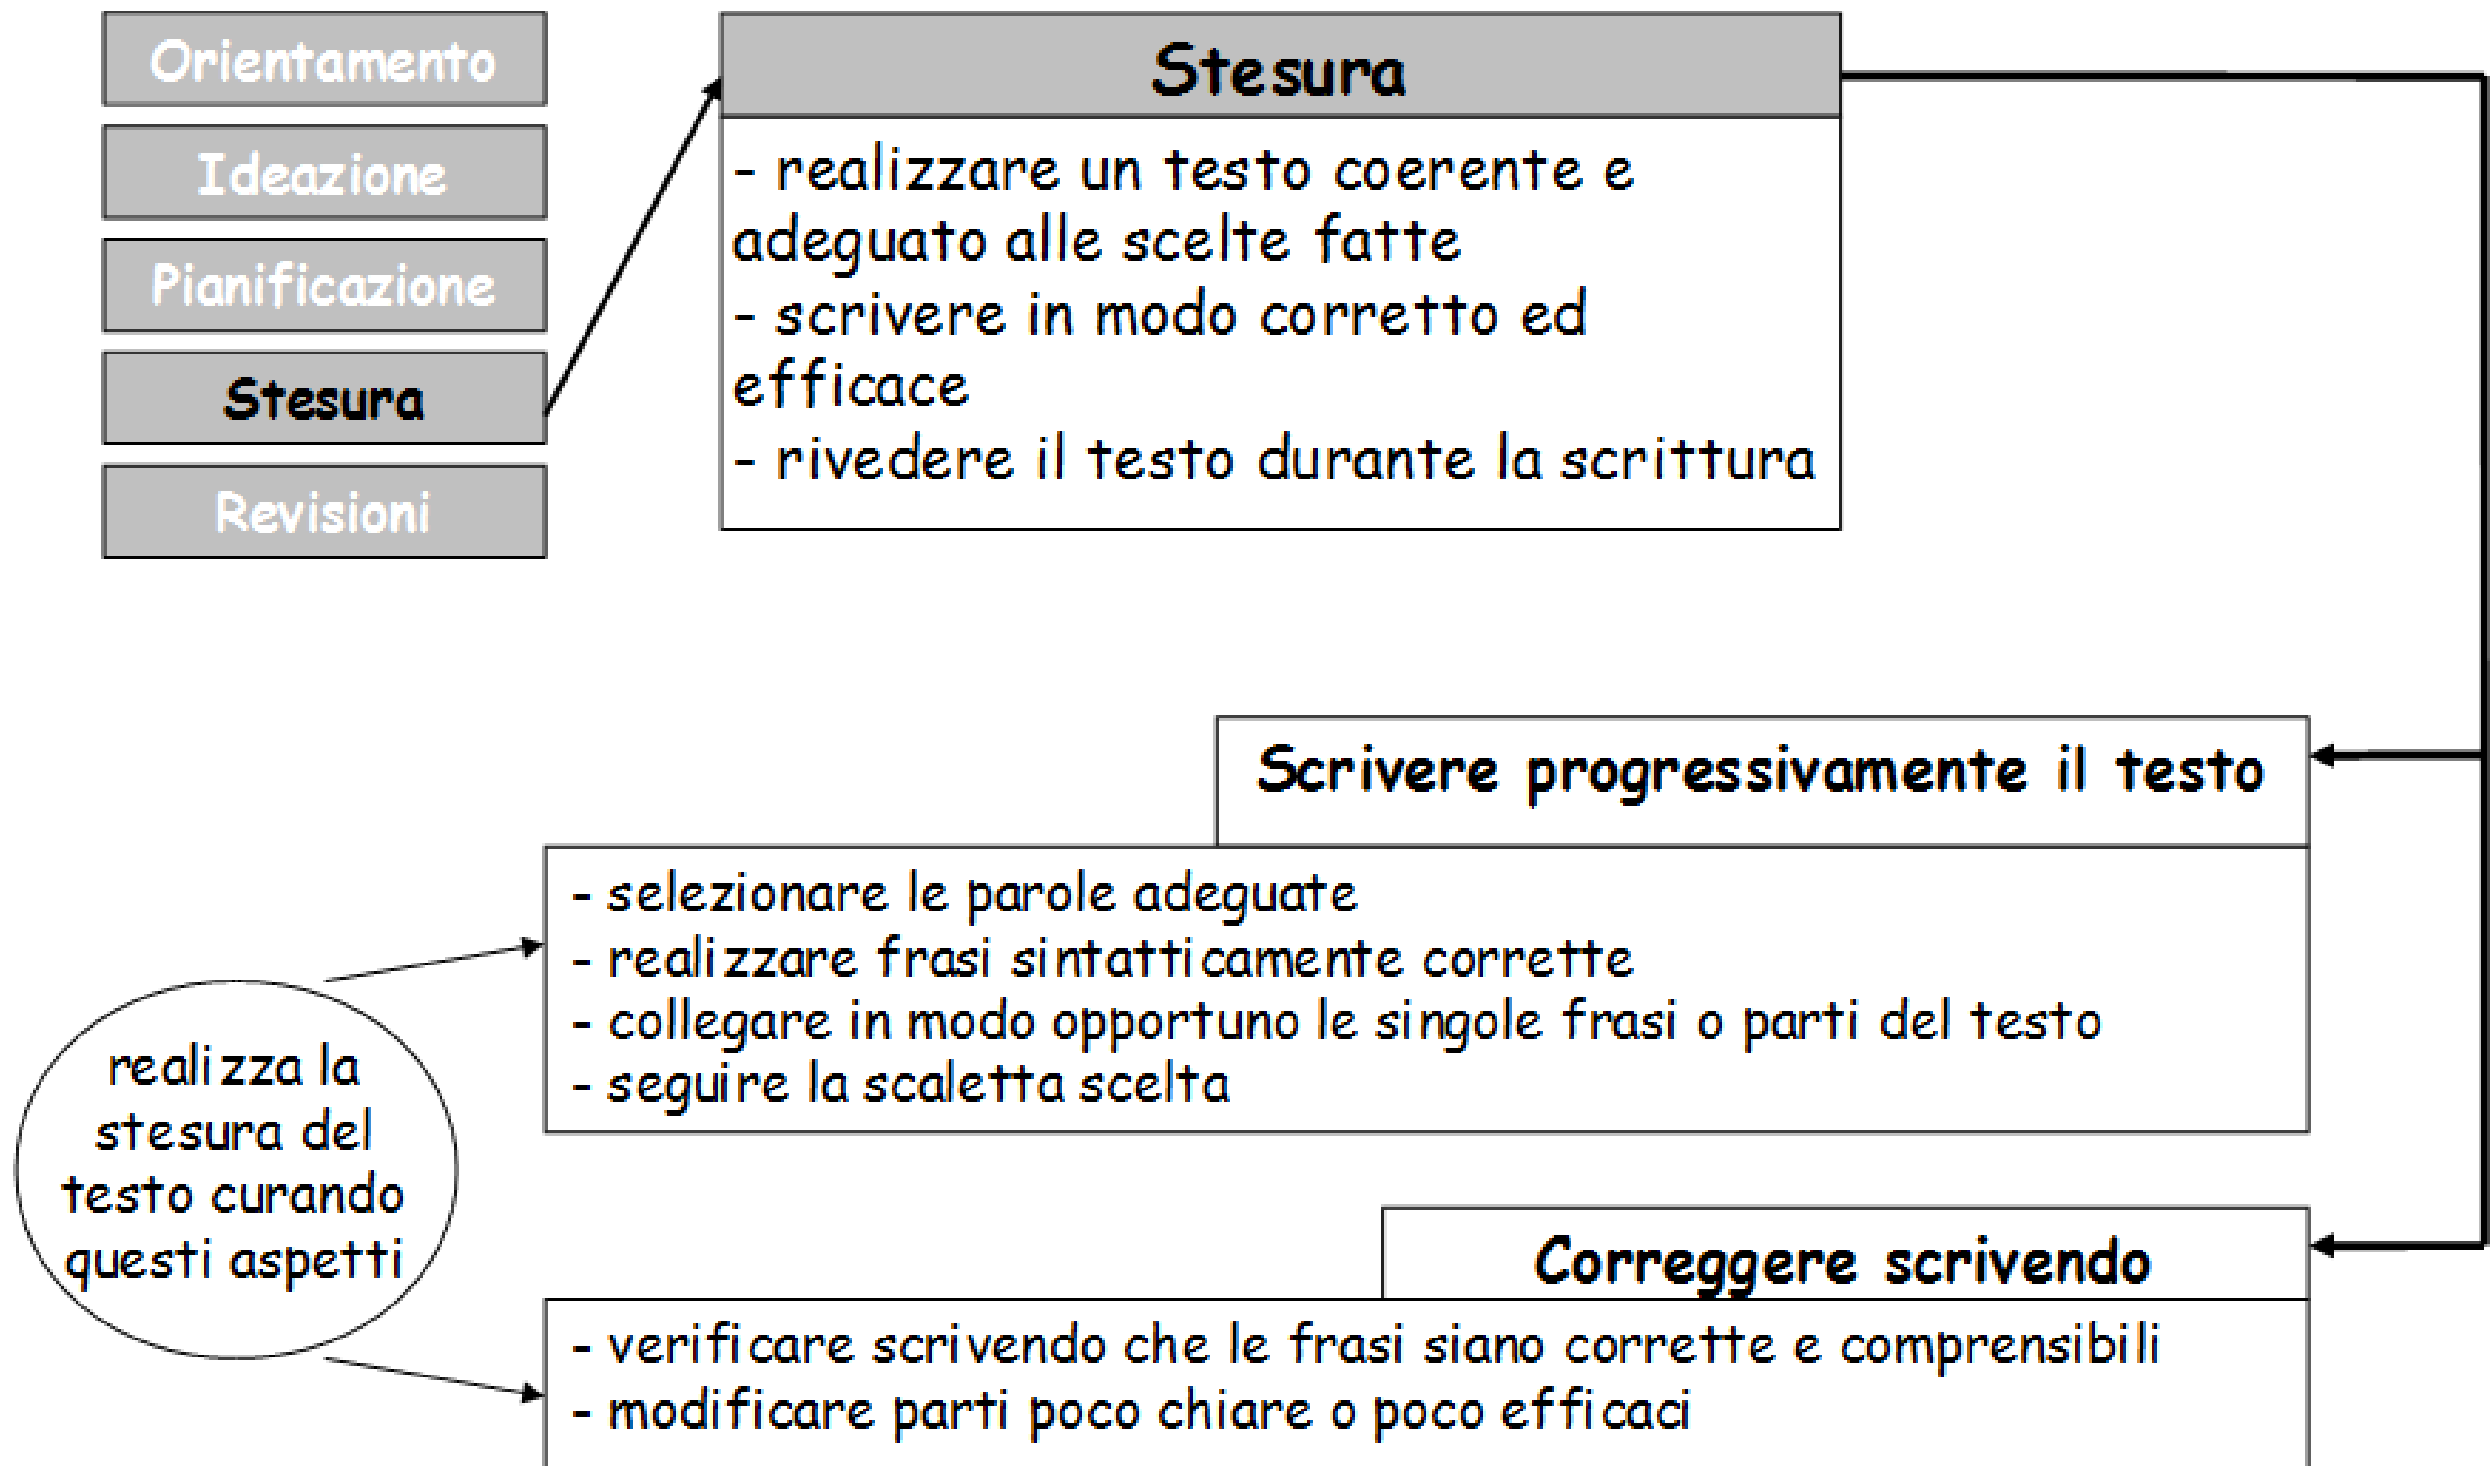 Orientamento
Ideazione
Pianificazione
Stesura
Revisioni
Stesura
- realizzare un testo coerente e
adeguato alle scelte fatte
- scrivere in modo corretto ed
efficace
- rivedere il testo durante la scrittura
Scrivere progressivamente il testo
- selezionare le parole adeguate
- realizzare frasi sintatticamente corrette
- collegare in modo opportuno le singole frasi o parti del testo
- seguire la scaletta scelta
realizza la
stesura del
testo curando
questi aspetti
Correggere scrivendo
- verificare scrivendo che le frasi siano corrette e comprensibili
- modificare parti poco chiare o poco efficaci